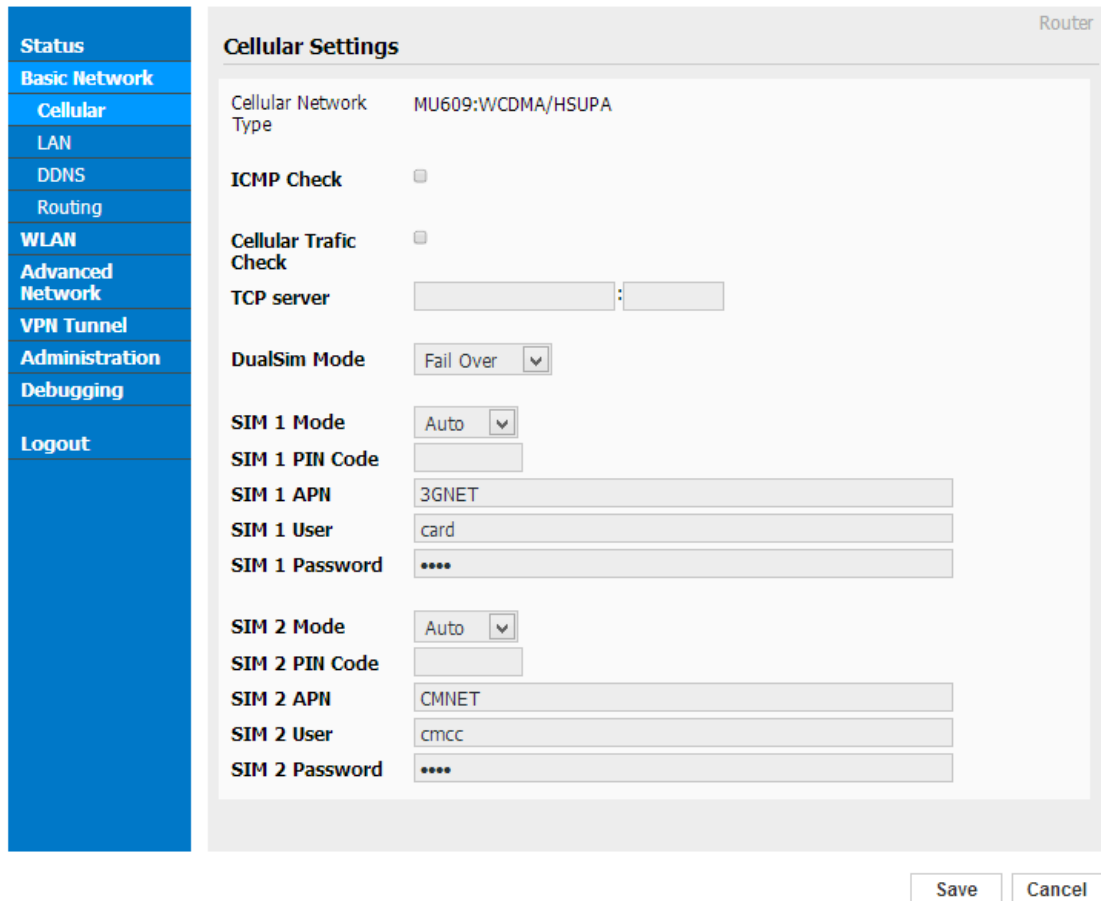 Router
Status
Basic Network
Cellular
LAN
DDNS
Routing
WLAN
Advanced
Network
VPN Tunnel
Administration
Debugging
Logout
Cellular Settings
Cellular Network
Type
MU609:WCDMA/HSUPA
ICMP Check
Cellular Trafic
Check
TCP server :
DualSim Mode Fail Over
SIM 1 Mode Auto
SIM 1 PIN Code
SIM 1 APN 3GNET
SIM 1 User card
SIM 1 Password ••••
SIM 2 Mode Auto
SIM 2 PIN Code
SIM 2 APN CMNET
SIM 2 User cmcc
SIM 2 Password ••••
Save Cancel